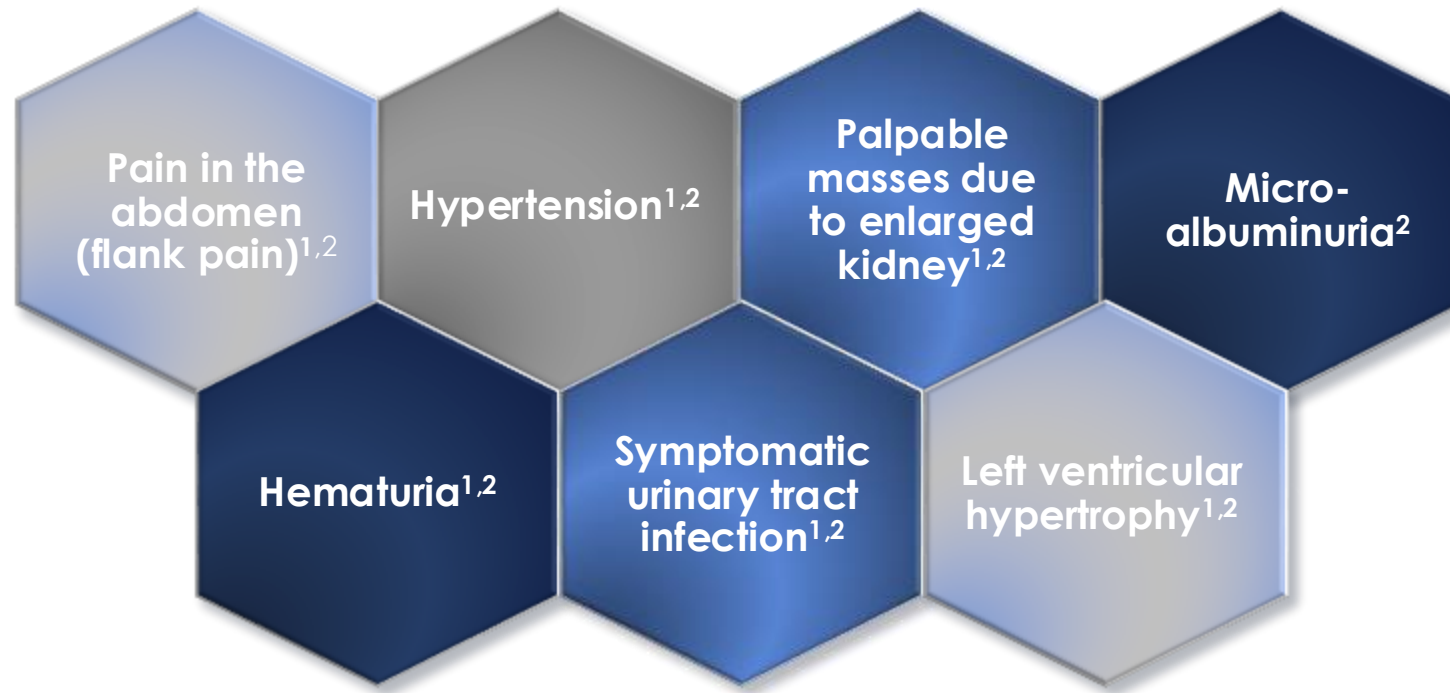 Pain in the
abdomen
(flank pain)¹,²
Hypertension¹,²
Palpable
masses due
to enlarged
kidney¹,²
Micro-
albuminuria²
Hematuria¹,²
Symptomatic
urinary tract
infection¹,²
Left ventricular
hypertrophy¹,²